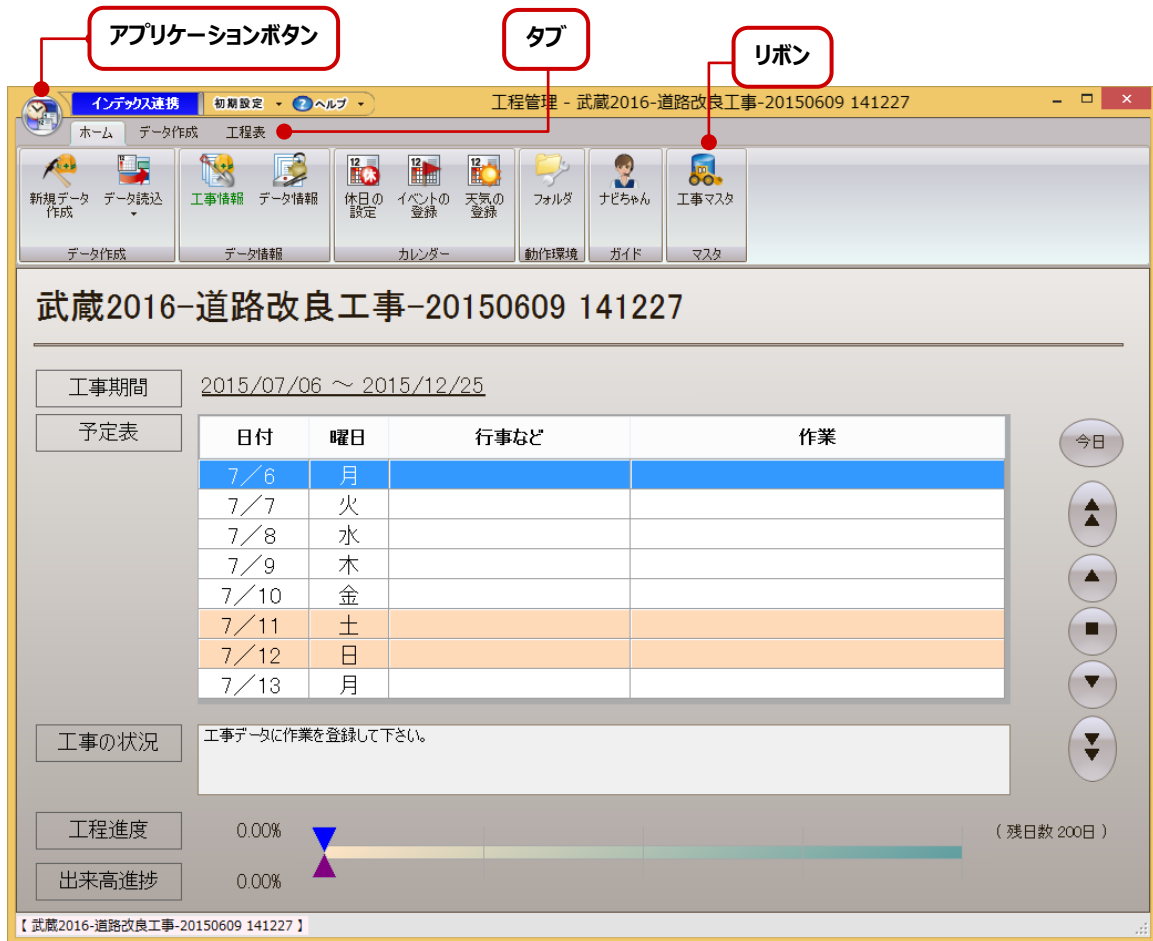 アプリケーションボタン
タブ
リボン
インデックス連携 初期設定 ヘルプ 工程管理 - 武蔵2016-道路改良工事-20150609 141227
ホーム データ作成 工程表
新規データ作成 データ読込 工事情報 データ情報 休日の設定 イベントの登録 天気の登録 フォルダ ナビちゃん 工事マスタ
データ作成 データ情報 カレンダー 動作環境 ガイド マスタ
武蔵2016-道路改良工事-20150609 141227
工事期間 2015/07/06 ～ 2015/12/25
予定表
日付 曜日 行事など 作業
今日
7／6 月
7／7 火
7／8 水
7／9 木
7／10 金
7／11 土
7／12 日
7／13 月
工事の状況 工事データに作業を登録して下さい。
工程進度 0.00% ( 残日数 200日 )
出来高進捗 0.00%
【 武蔵2016-道路改良工事-20150609 141227 】